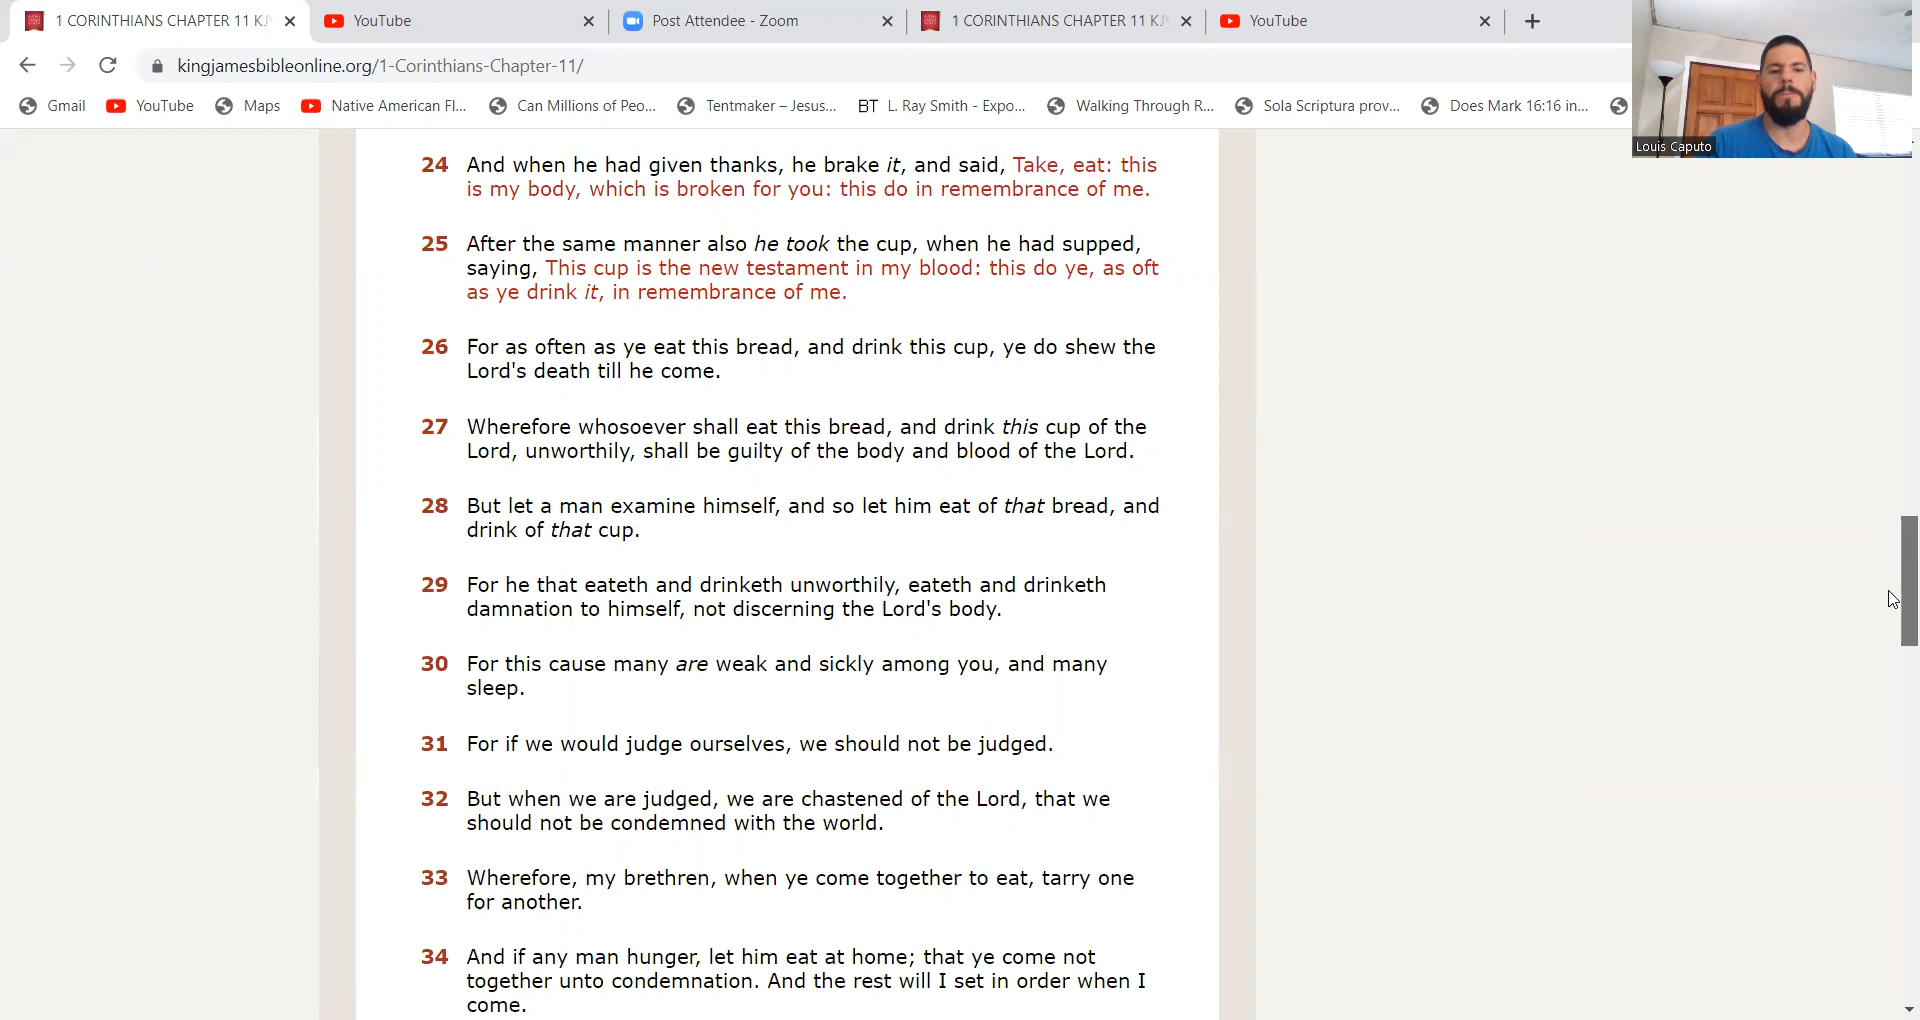 1 CORINTHIANS CHAPTER 11 KJV
YouTube
Post Attendee - Zoom
1 CORINTHIANS CHAPTER 11 KJV
YouTube
kingjamesbibleonline.org/1-Corinthians-Chapter-11/
Gmail
YouTube
Maps
Native American Fl...
Can Millions of Peo...
Tentmaker – Jesus...
BT L. Ray Smith - Expo...
Walking Through R...
Sola Scriptura prov...
Does Mark 16:16 in...
Louis Caputo
24 And when he had given thanks, he brake it, and said, Take, eat: this
is my body, which is broken for you: this do in remembrance of me.
25 After the same manner also he took the cup, when he had supped,
saying, This cup is the new testament in my blood: this do ye, as oft
as ye drink it, in remembrance of me.
26 For as often as ye eat this bread, and drink this cup, ye do shew the
Lord's death till he come.
27 Wherefore whosoever shall eat this bread, and drink this cup of the
Lord, unworthily, shall be guilty of the body and blood of the Lord.
28 But let a man examine himself, and so let him eat of that bread, and
drink of that cup.
29 For he that eateth and drinketh unworthily, eateth and drinketh
damnation to himself, not discerning the Lord's body.
30 For this cause many are weak and sickly among you, and many
sleep.
31 For if we would judge ourselves, we should not be judged.
32 But when we are judged, we are chastened of the Lord, that we
should not be condemned with the world.
33 Wherefore, my brethren, when ye come together to eat, tarry one
for another.
34 And if any man hunger, let him eat at home; that ye come not
together unto condemnation. And the rest will I set in order when I
come.